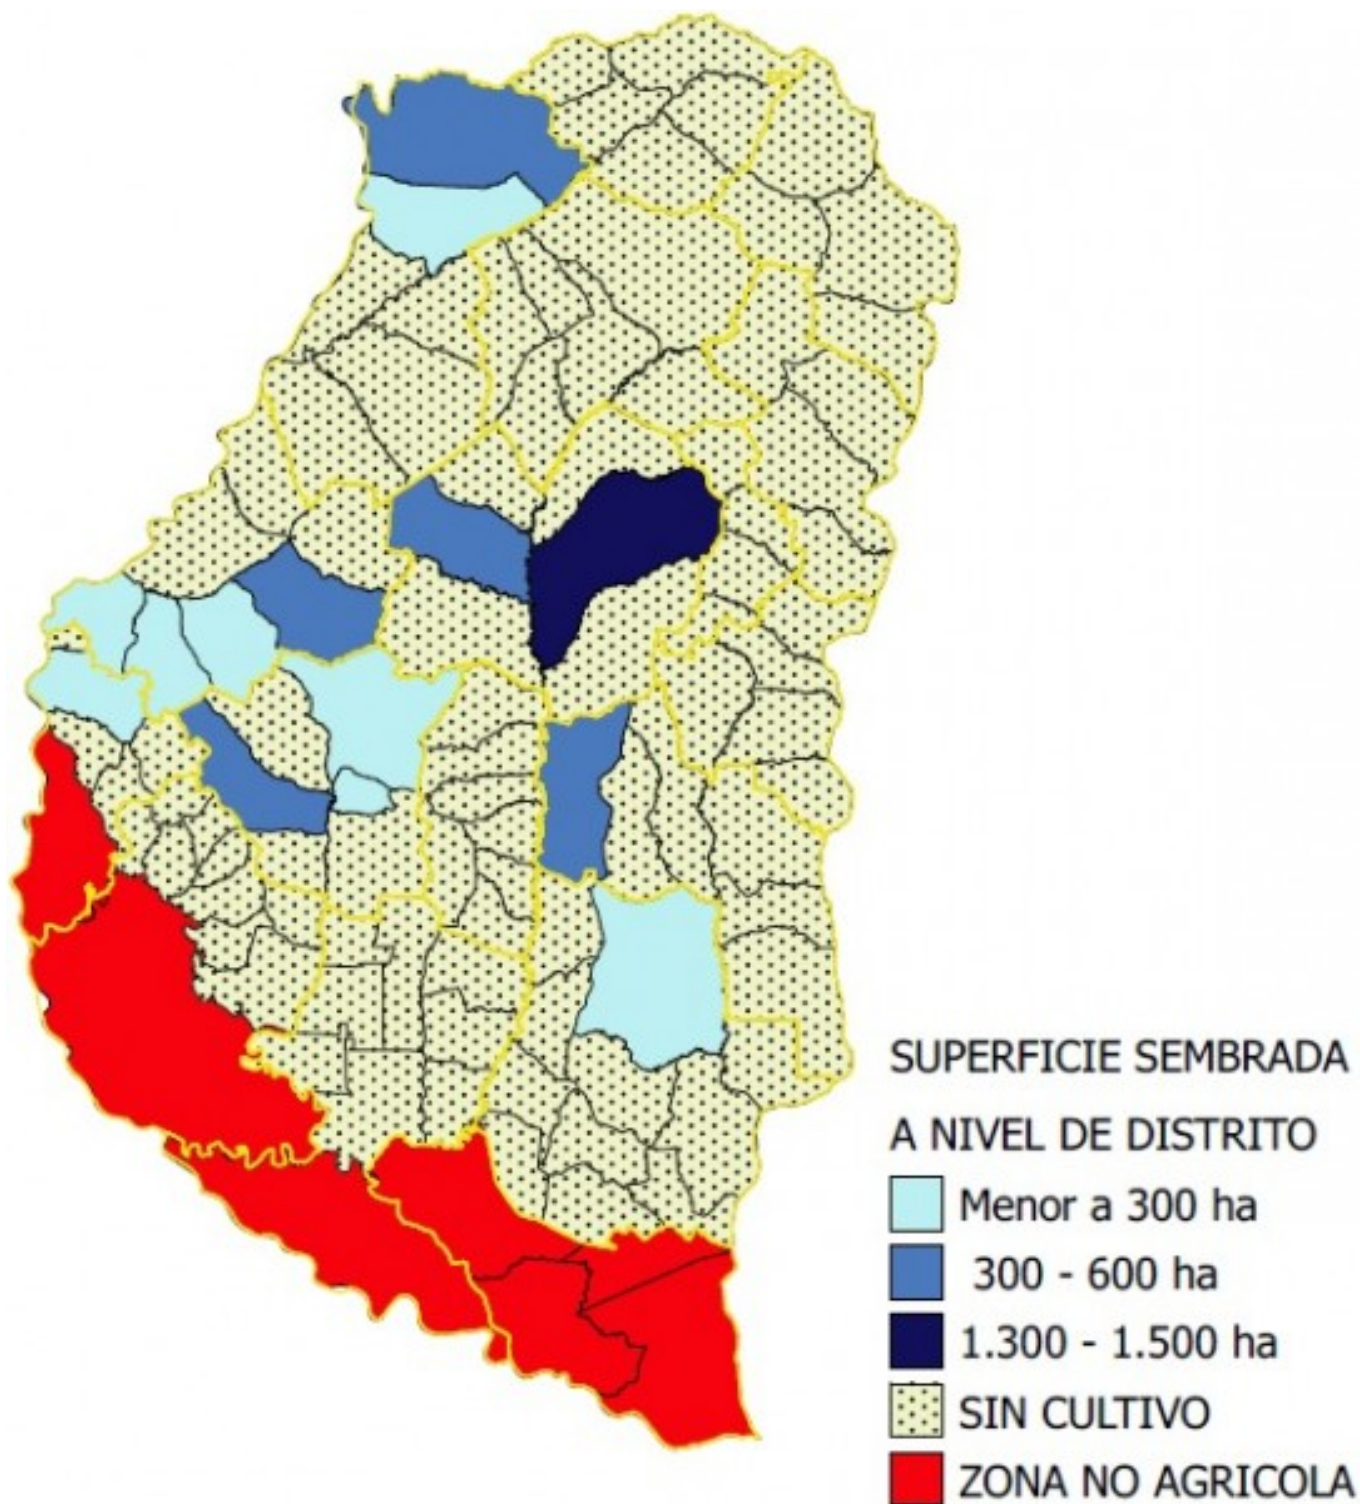 SUPERFICIE SEMBRADA
A NIVEL DE DISTRITO
Menor a 300 ha
300 - 600 ha
1.300 - 1.500 ha
SIN CULTIVO
ZONA NO AGRICOLA